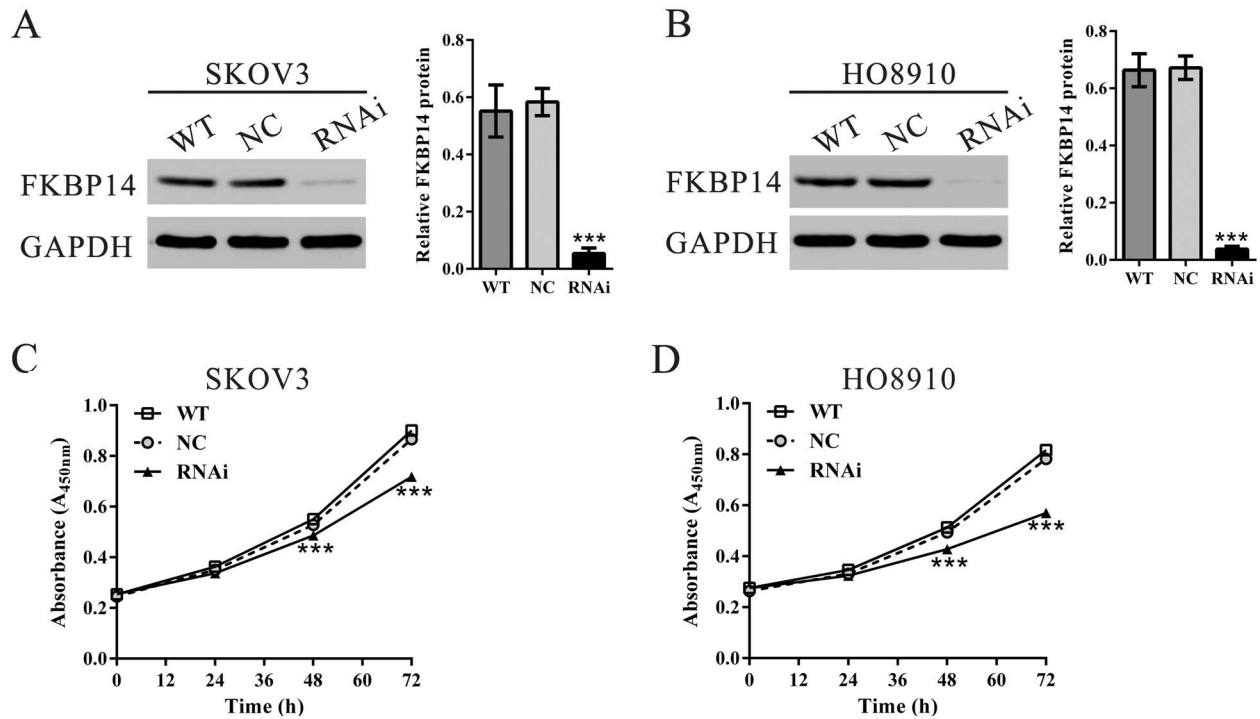 A
SKOV3
WT NC RNAi
FKBP14
GAPDH
Relative FKBP14 protein
0.8
0.6
0.4
0.2
0.0
***
WT NC RNAi
B
HO8910
WT NC RNAi
FKBP14
GAPDH
Relative FKBP14 protein
0.8
0.6
0.4
0.2
0.0
***
WT NC RNAi
C
SKOV3
Absorbance (A450nm)
1.0
0.8
0.6
0.4
0.2
0.0
WT
NC
RNAi
***
***
0 12 24 36 48 60 72
Time (h)
D
HO8910
Absorbance (A450nm)
1.0
0.8
0.6
0.4
0.2
0.0
WT
NC
RNAi
***
***
0 12 24 36 48 60 72
Time (h)